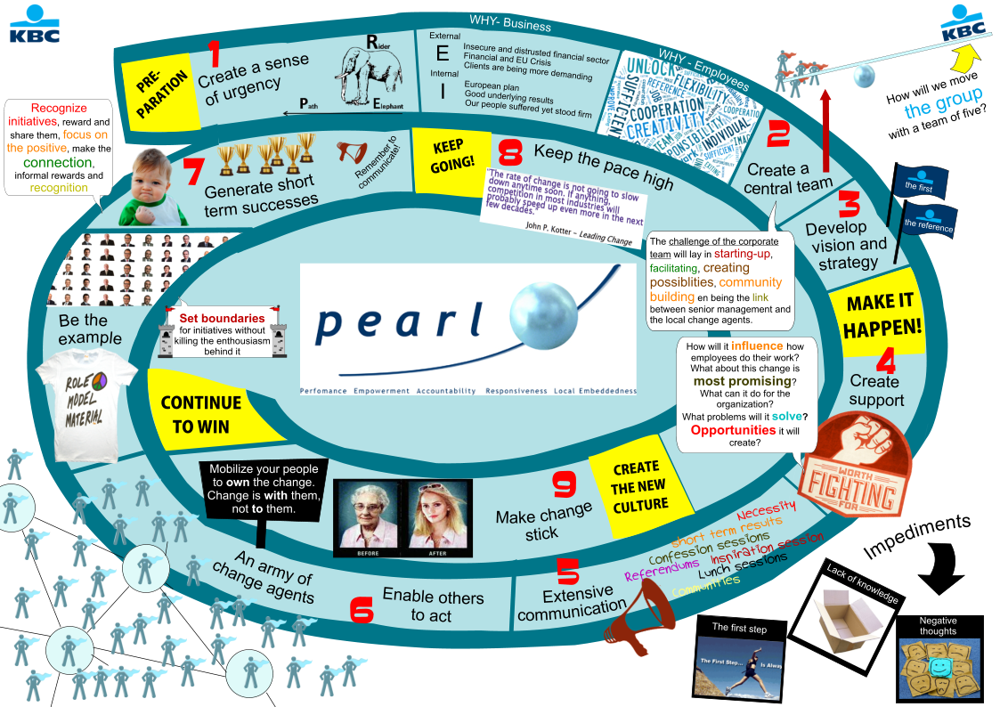 KBC
WHY- Business
WHY - Employees
KBC
PRE-
PARATION
1
Create a sense
of urgency
Rider
Path
Elephant
External
E
Insecure and distrusted financial sector
Financial and EU Crisis
Clients are being more demanding
Internal
I
European plan
Good underlying results
Our people suffered yet stood firm
UNLOCK
FLEXIBILITY
SUFFICIENT
REFERENCE
JOB
COOPERATION
CREATIVITY
TEAM
INDIVIDUAL
SUFFICIENT
How will we move
the group
with a team of five?
2
Create a
central team
3
Develop
vision and
strategy
the first
the reference
The challenge of the corporate
team will lay in starting-up,
facilitating, creating
possiblities, community
building en being the link
between senior management and
the local change agents.
MAKE IT
HAPPEN!
4
Create
support
How will it influence how
employees do their work?
What about this change is
most promising?
What can it do for the
organization?
What problems will it solve?
Opportunities it will
create?
WORTH
FIGHTING
FOR
Necessity
short term results
Confession sessions
Referendums Inspiration session
Lunch sessions
Communities
5
Extensive
communication
Impediments
Lack of knowledge
Negative
thoughts
The first step
The First Step...
Is Alway
6
Enable others
to act
An army of
change agents
Mobilize your people
to own the change.
Change is with them,
not to them.
Be the
example
ROLE
MODEL
MATERIAL
Set boundaries
for initiatives without
killing the enthousiasm
behind it
Recognize
initiatives, reward and
share them, focus on
the positive, make the
connection,
informal rewards and
recognition
7
Generate short
term successes
Remember to
communicate!
KEEP
GOING!
8
Keep the pace high
"The rate of change is not going to slow
down anytime soon. If anything,
competition in most industries will
probably speed up even more in the next
few decades."
John P. Kotter – Leading Change
CREATE
THE NEW
CULTURE
9
Make change
stick
BEFORE
AFTER
CONTINUE
TO WIN
pearl
Perfomance Empowerment Accountability Responsiveness Local Embeddedness